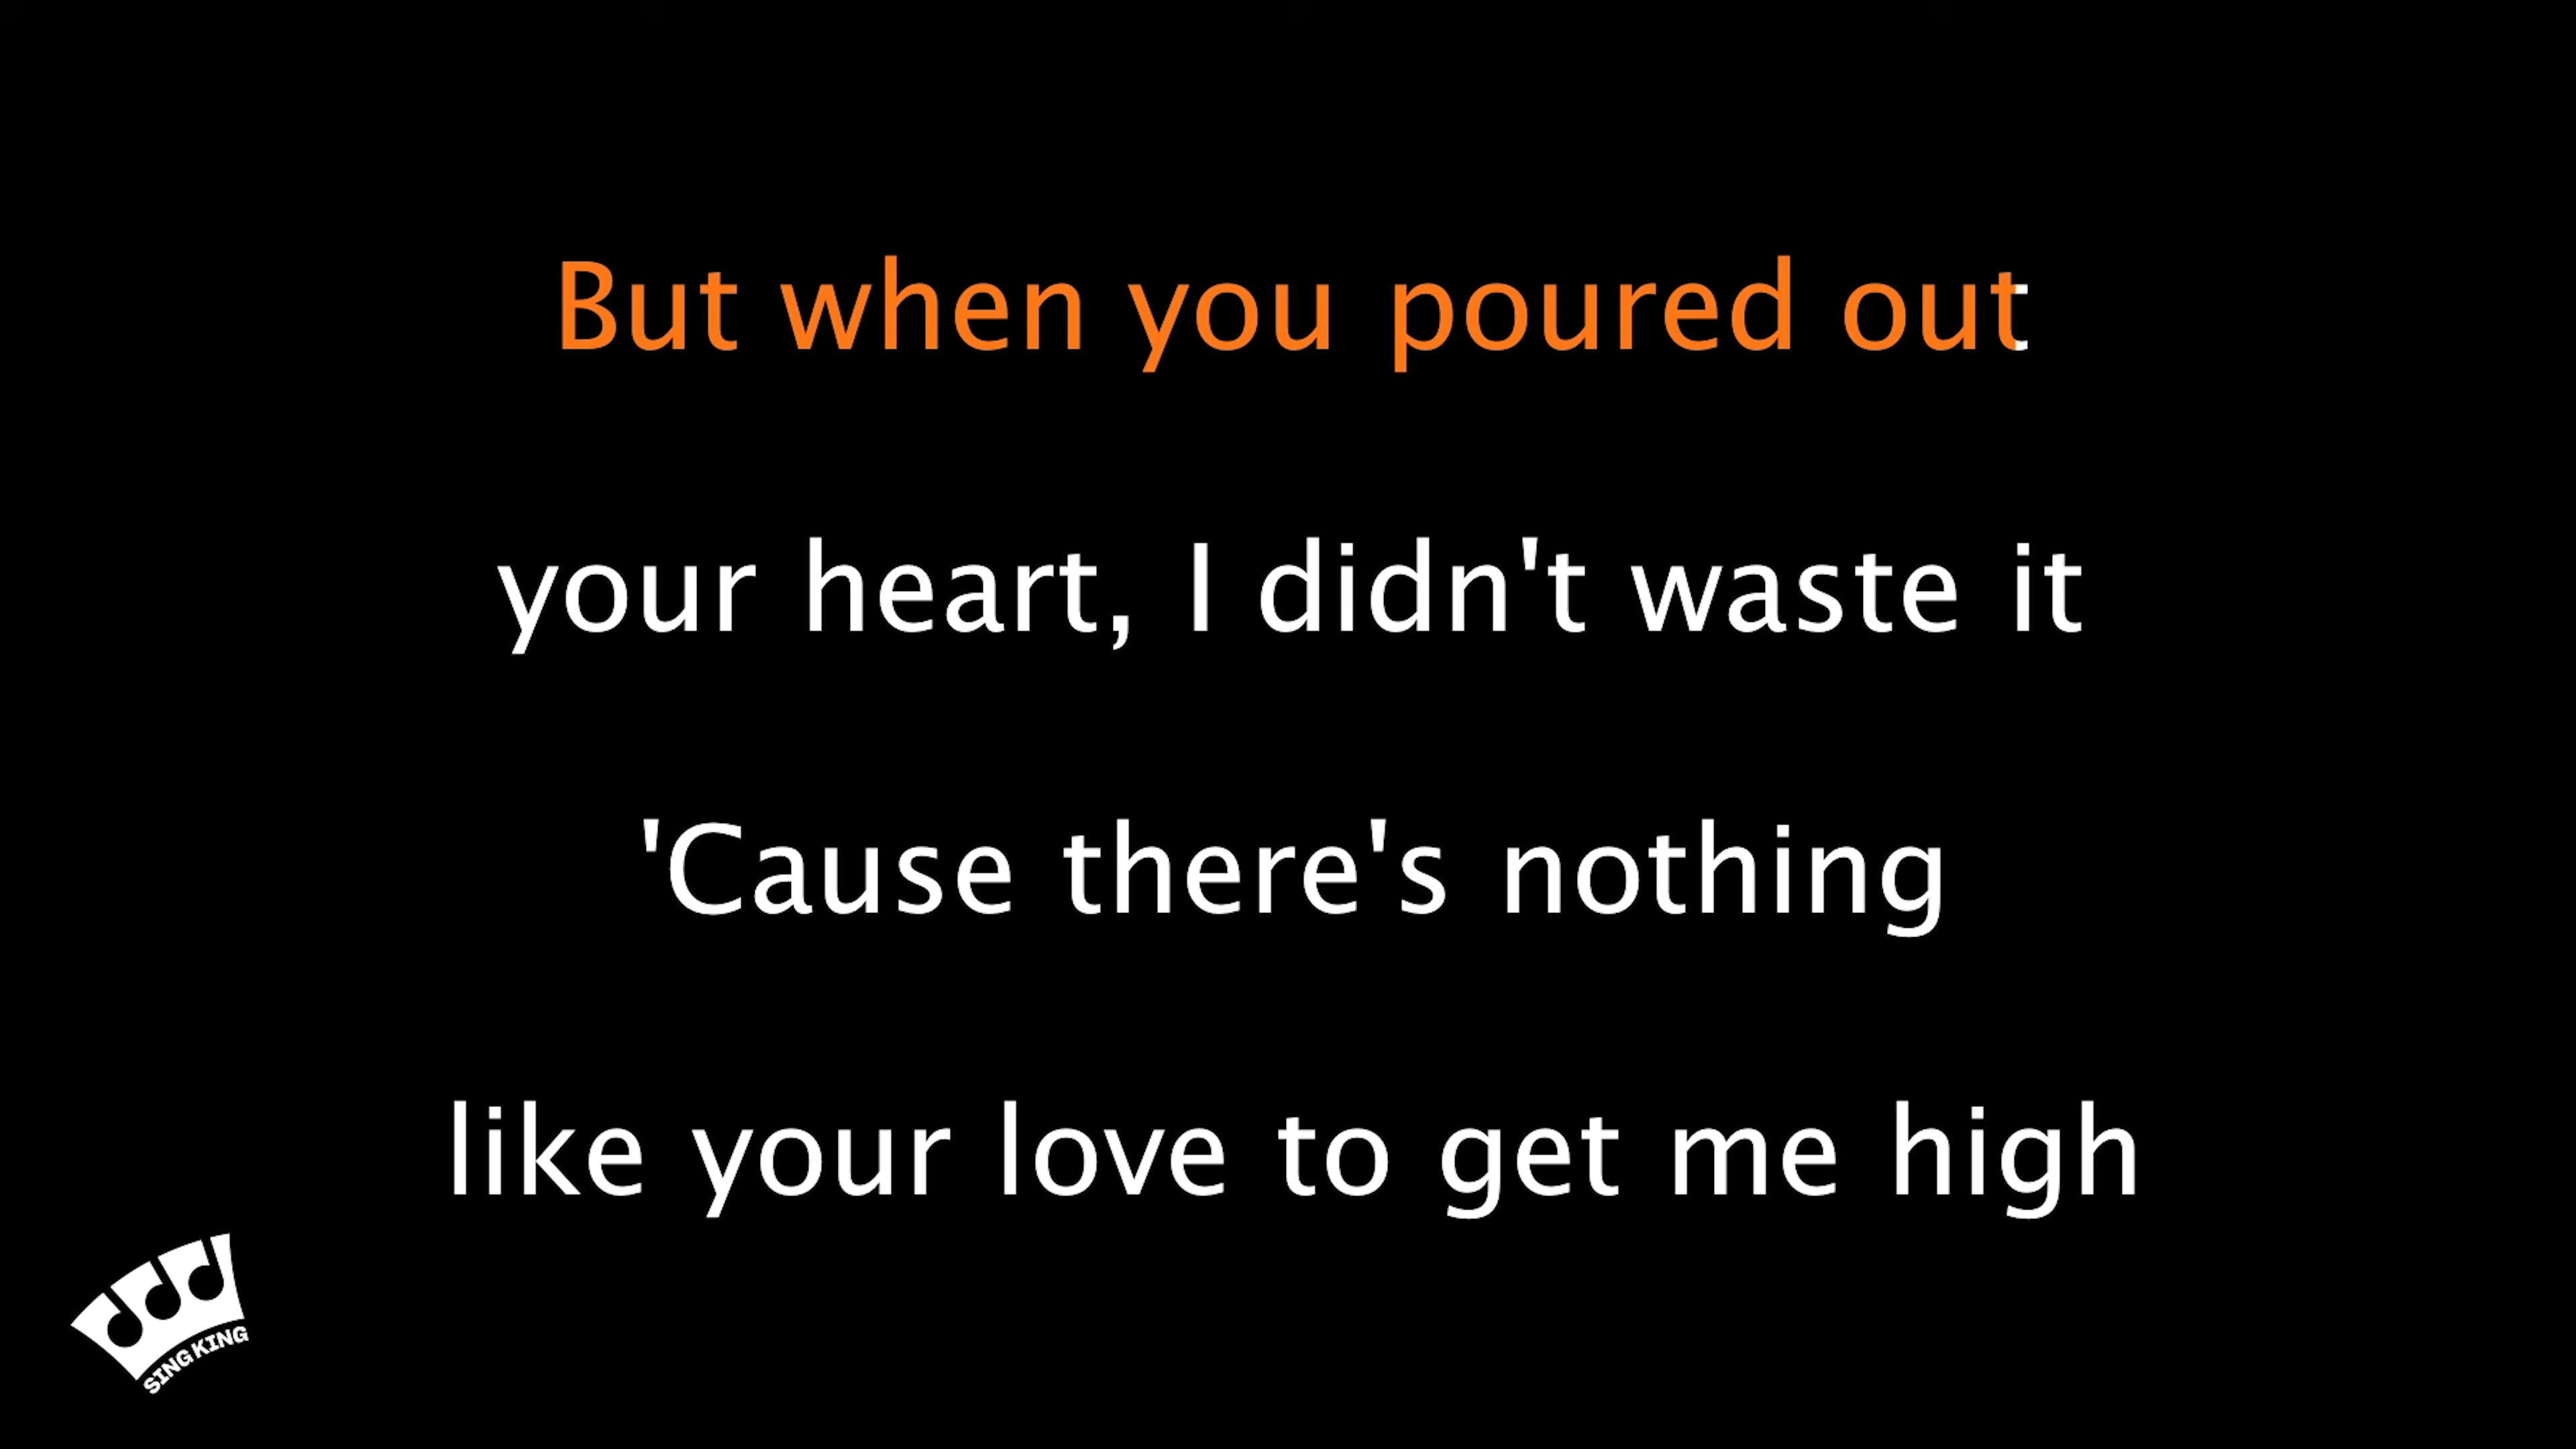 But when you poured out
your heart, I didn't waste it
'Cause there's nothing
like your love to get me high
SING KING